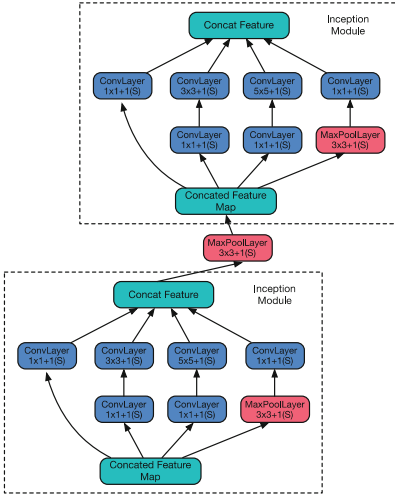 Concat Feature
Inception
Module
ConvLayer
1x1+1(S)
ConvLayer
3x3+1(S)
ConvLayer
5x5+1(S)
ConvLayer
1x1+1(S)
ConvLayer
1x1+1(S)
ConvLayer
1x1+1(S)
MaxPoolLayer
3x3+1(S)
Concated Feature
Map
MaxPoolLayer
3x3+1(S)
Concat Feature
Inception
Module
ConvLayer
1x1+1(S)
ConvLayer
3x3+1(S)
ConvLayer
5x5+1(S)
ConvLayer
1x1+1(S)
ConvLayer
1x1+1(S)
ConvLayer
1x1+1(S)
MaxPoolLayer
3x3+1(S)
Concated Feature
Map